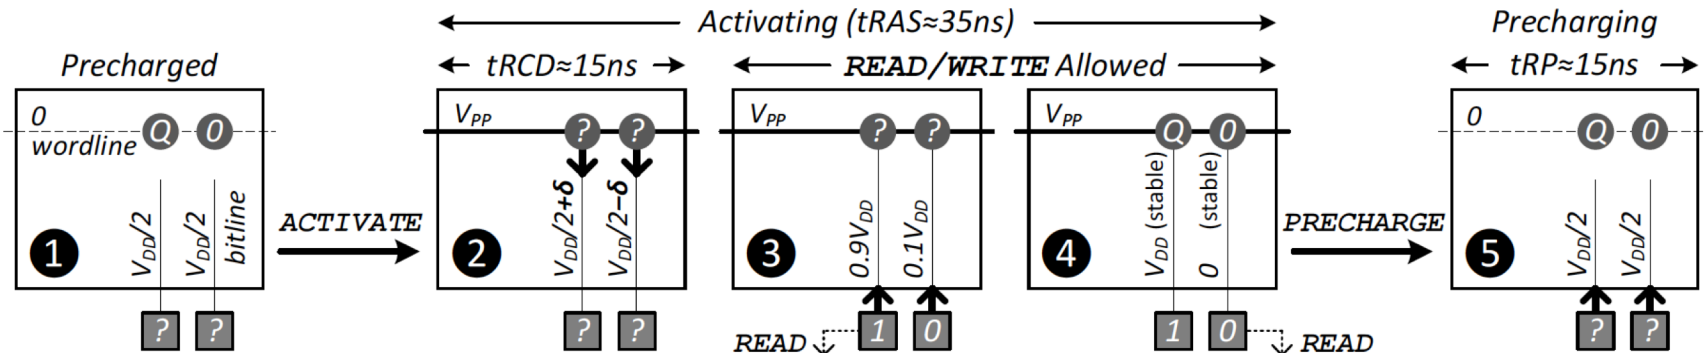 Activating (tRAS≈35ns)
Precharging
Precharged
tRCD≈15ns
READ/WRITE Allowed
tRP≈15ns
0
wordline
Q 0
V_DD/2
V_DD/2
bitline
1
? ?
ACTIVATE
V_PP
? ?
V_DD/2+δ
V_DD/2−δ
2
? ?
V_PP
? ?
0.9V_DD
0.1V_DD
3
1 0
READ
V_PP
Q 0
V_DD (stable)
0 (stable)
4
1 0
READ
PRECHARGE
0
Q 0
V_DD/2
V_DD/2
5
? ?